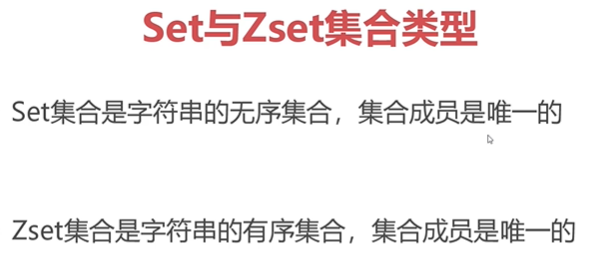 Set与Zset集合类型
Set集合是字符串的无序集合，集合成员是唯一的
Zset集合是字符串的有序集合，集合成员是唯一的